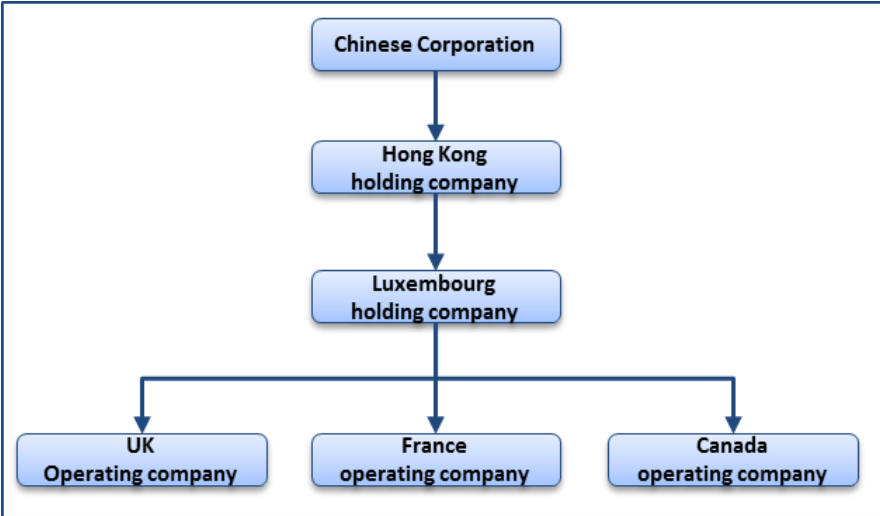 Chinese Corporation
Hong Kong
holding company
Luxembourg
holding company
UK
Operating company
France
operating company
Canada
operating company